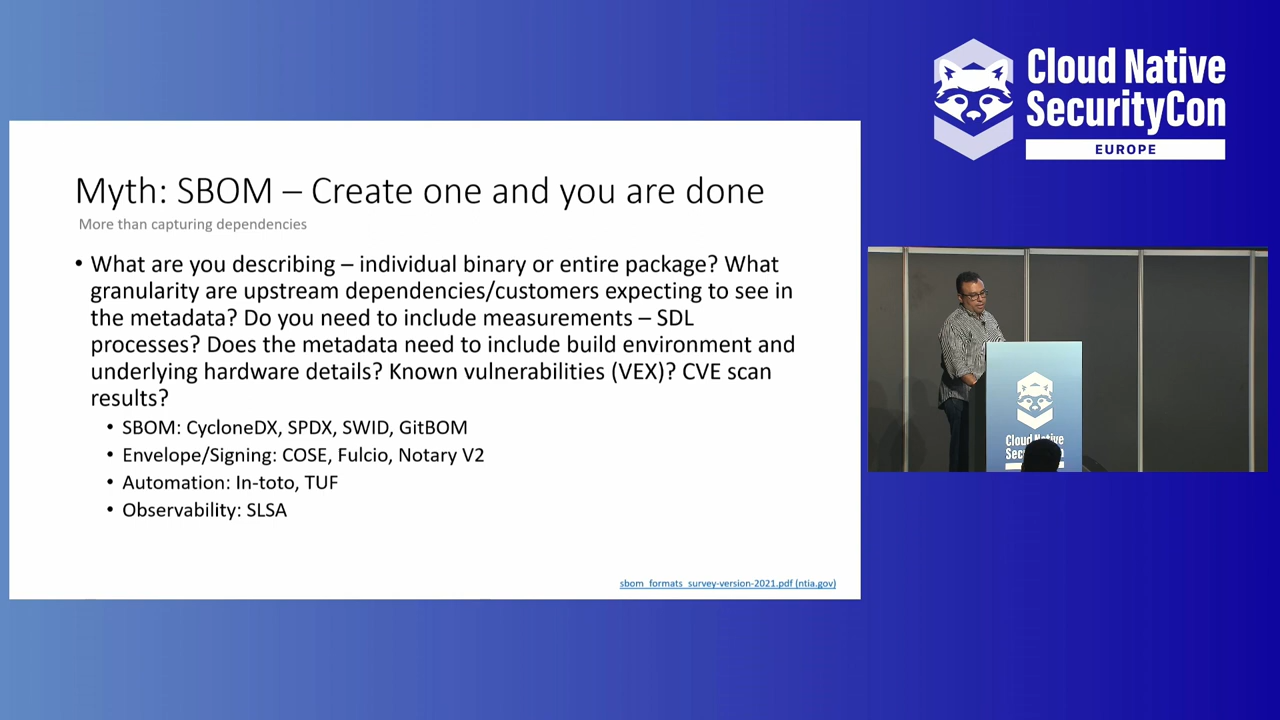 Cloud Native
SecurityCon
EUROPE
Myth: SBOM – Create one and you are done
More than capturing dependencies
• What are you describing – individual binary or entire package? What
granularity are upstream dependencies/customers expecting to see in
the metadata? Do you need to include measurements – SDL
processes? Does the metadata need to include build environment and
underlying hardware details? Known vulnerabilities (VEX)? CVE scan
results?
• SBOM: CycloneDX, SPDX, SWID, GitBOM
• Envelope/Signing: COSE, Fulcio, Notary V2
• Automation: In-toto, TUF
• Observability: SLSA
sbom_formats_survey-version-2021.pdf (ntia.gov)
Cloud Native